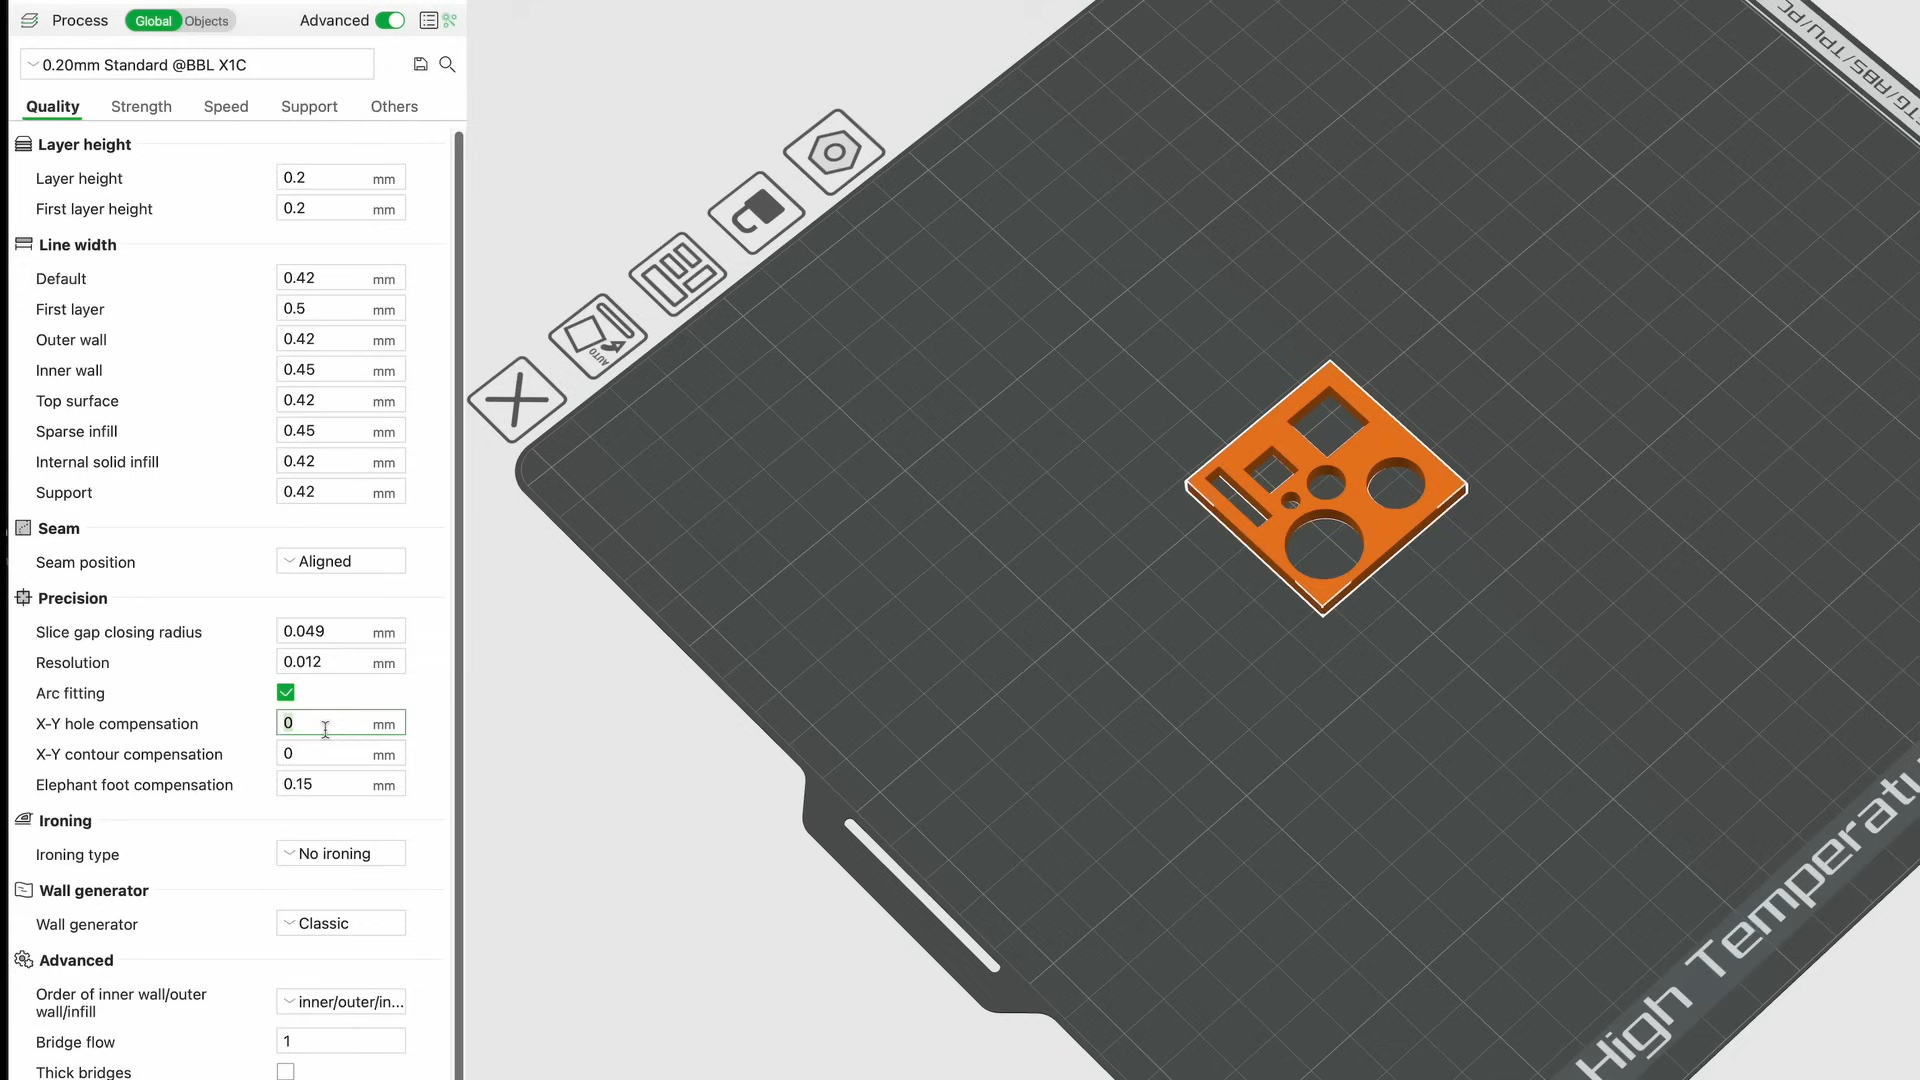 Process Global Objects Advanced
0.20mm Standard @BBL X1C
Quality Strength Speed Support Others
Layer height
Layer height 0.2 mm
First layer height 0.2 mm
Line width
Default 0.42 mm
First layer 0.5 mm
Outer wall 0.42 mm
Inner wall 0.45 mm
Top surface 0.42 mm
Sparse infill 0.45 mm
Internal solid infill 0.42 mm
Support 0.42 mm
Seam
Seam position Aligned
Precision
Slice gap closing radius 0.049 mm
Resolution 0.012 mm
Arc fitting
X-Y hole compensation 0 mm
X-Y contour compensation 0 mm
Elephant foot compensation 0.15 mm
Ironing
Ironing type No ironing
Wall generator
Wall generator Classic
Advanced
Order of inner wall/outer
wall/infill inner/outer/in...
Bridge flow 1
Thick bridges
AUTO
TG/ABS/TPU/PC
High Temperatu